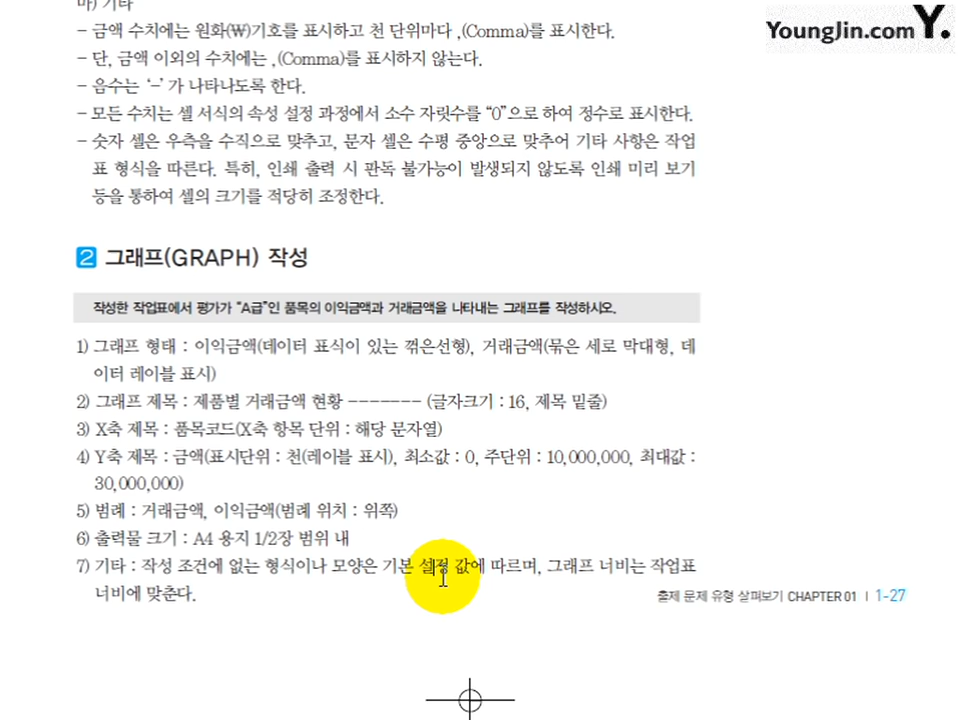 마) 기타
Younglin.com Y.
- 금액 수치에는 원화(₩)기호를 표시하고 천 단위마다 ,(Comma)를 표시한다.
- 단, 금액 이외의 수치에는 ,(Comma)를 표시하지 않는다.
- 음수는 ‘-’가 나타나도록 한다.
- 모든 수치는 셀 서식의 속성 설정 과정에서 소수 자릿수를 “0”으로 하여 정수로 표시한다.
- 숫자 셀은 우측을 수직으로 맞추고, 문자 셀은 수평 중앙으로 맞추어 기타 사항은 작업
표 형식을 따른다. 특히, 인쇄 출력 시 판독 불가능이 발생되지 않도록 인쇄 미리 보기
등을 통하여 셀의 크기를 적당히 조정한다.
2 그래프(GRAPH) 작성
작성한 작업표에서 평가가 “A급”인 품목의 이익금액과 거래금액을 나타내는 그래프를 작성하시오.
1) 그래프 형태 : 이익금액(데이터 표식이 있는 꺾은선형), 거래금액(묶은 세로 막대형, 데
이터 레이블 표시)
2) 그래프 제목 : 제품별 거래금액 현황 ------- (글자크기 : 16, 제목 밑줄)
3) X축 제목 : 품목코드(X축 항목 단위 : 해당 문자열)
4) Y축 제목 : 금액(표시단위 : 천(레이블 표시), 최소값 : 0, 주단위 : 10,000,000, 최대값 :
30,000,000)
5) 범례 : 거래금액, 이익금액(범례 위치 : 위쪽)
6) 출력물 크기 : A4 용지 1/2장 범위 내
7) 기타 : 작성 조건에 없는 형식이나 모양은 기본 설정 값에 따르며, 그래프 너비는 작업표
너비에 맞춘다.
출제 문제 유형 살펴보기 CHAPTER 01 | 1-27